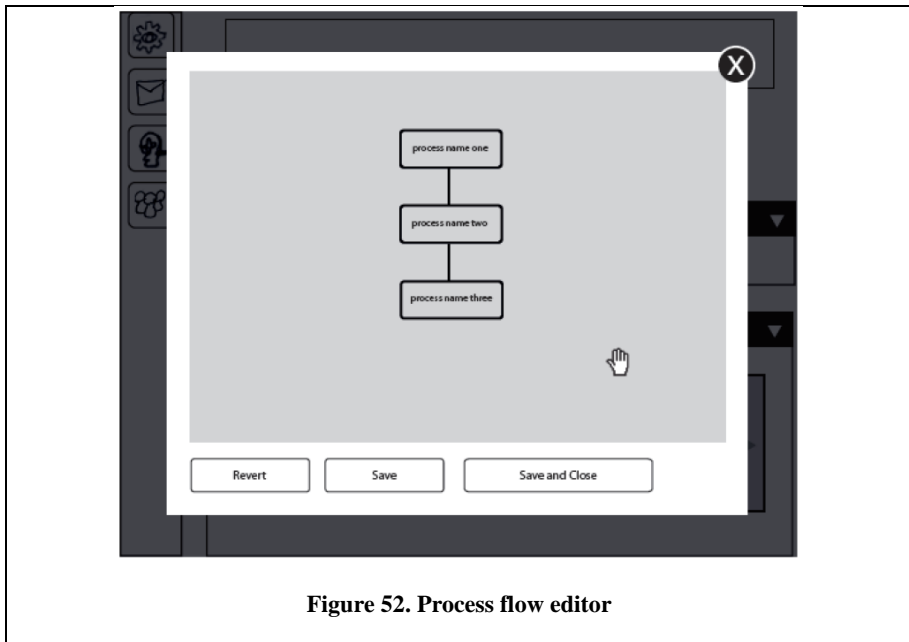 X
process name one
process name two
process name three
Revert
Save
Save and Close
Figure 52. Process flow editor